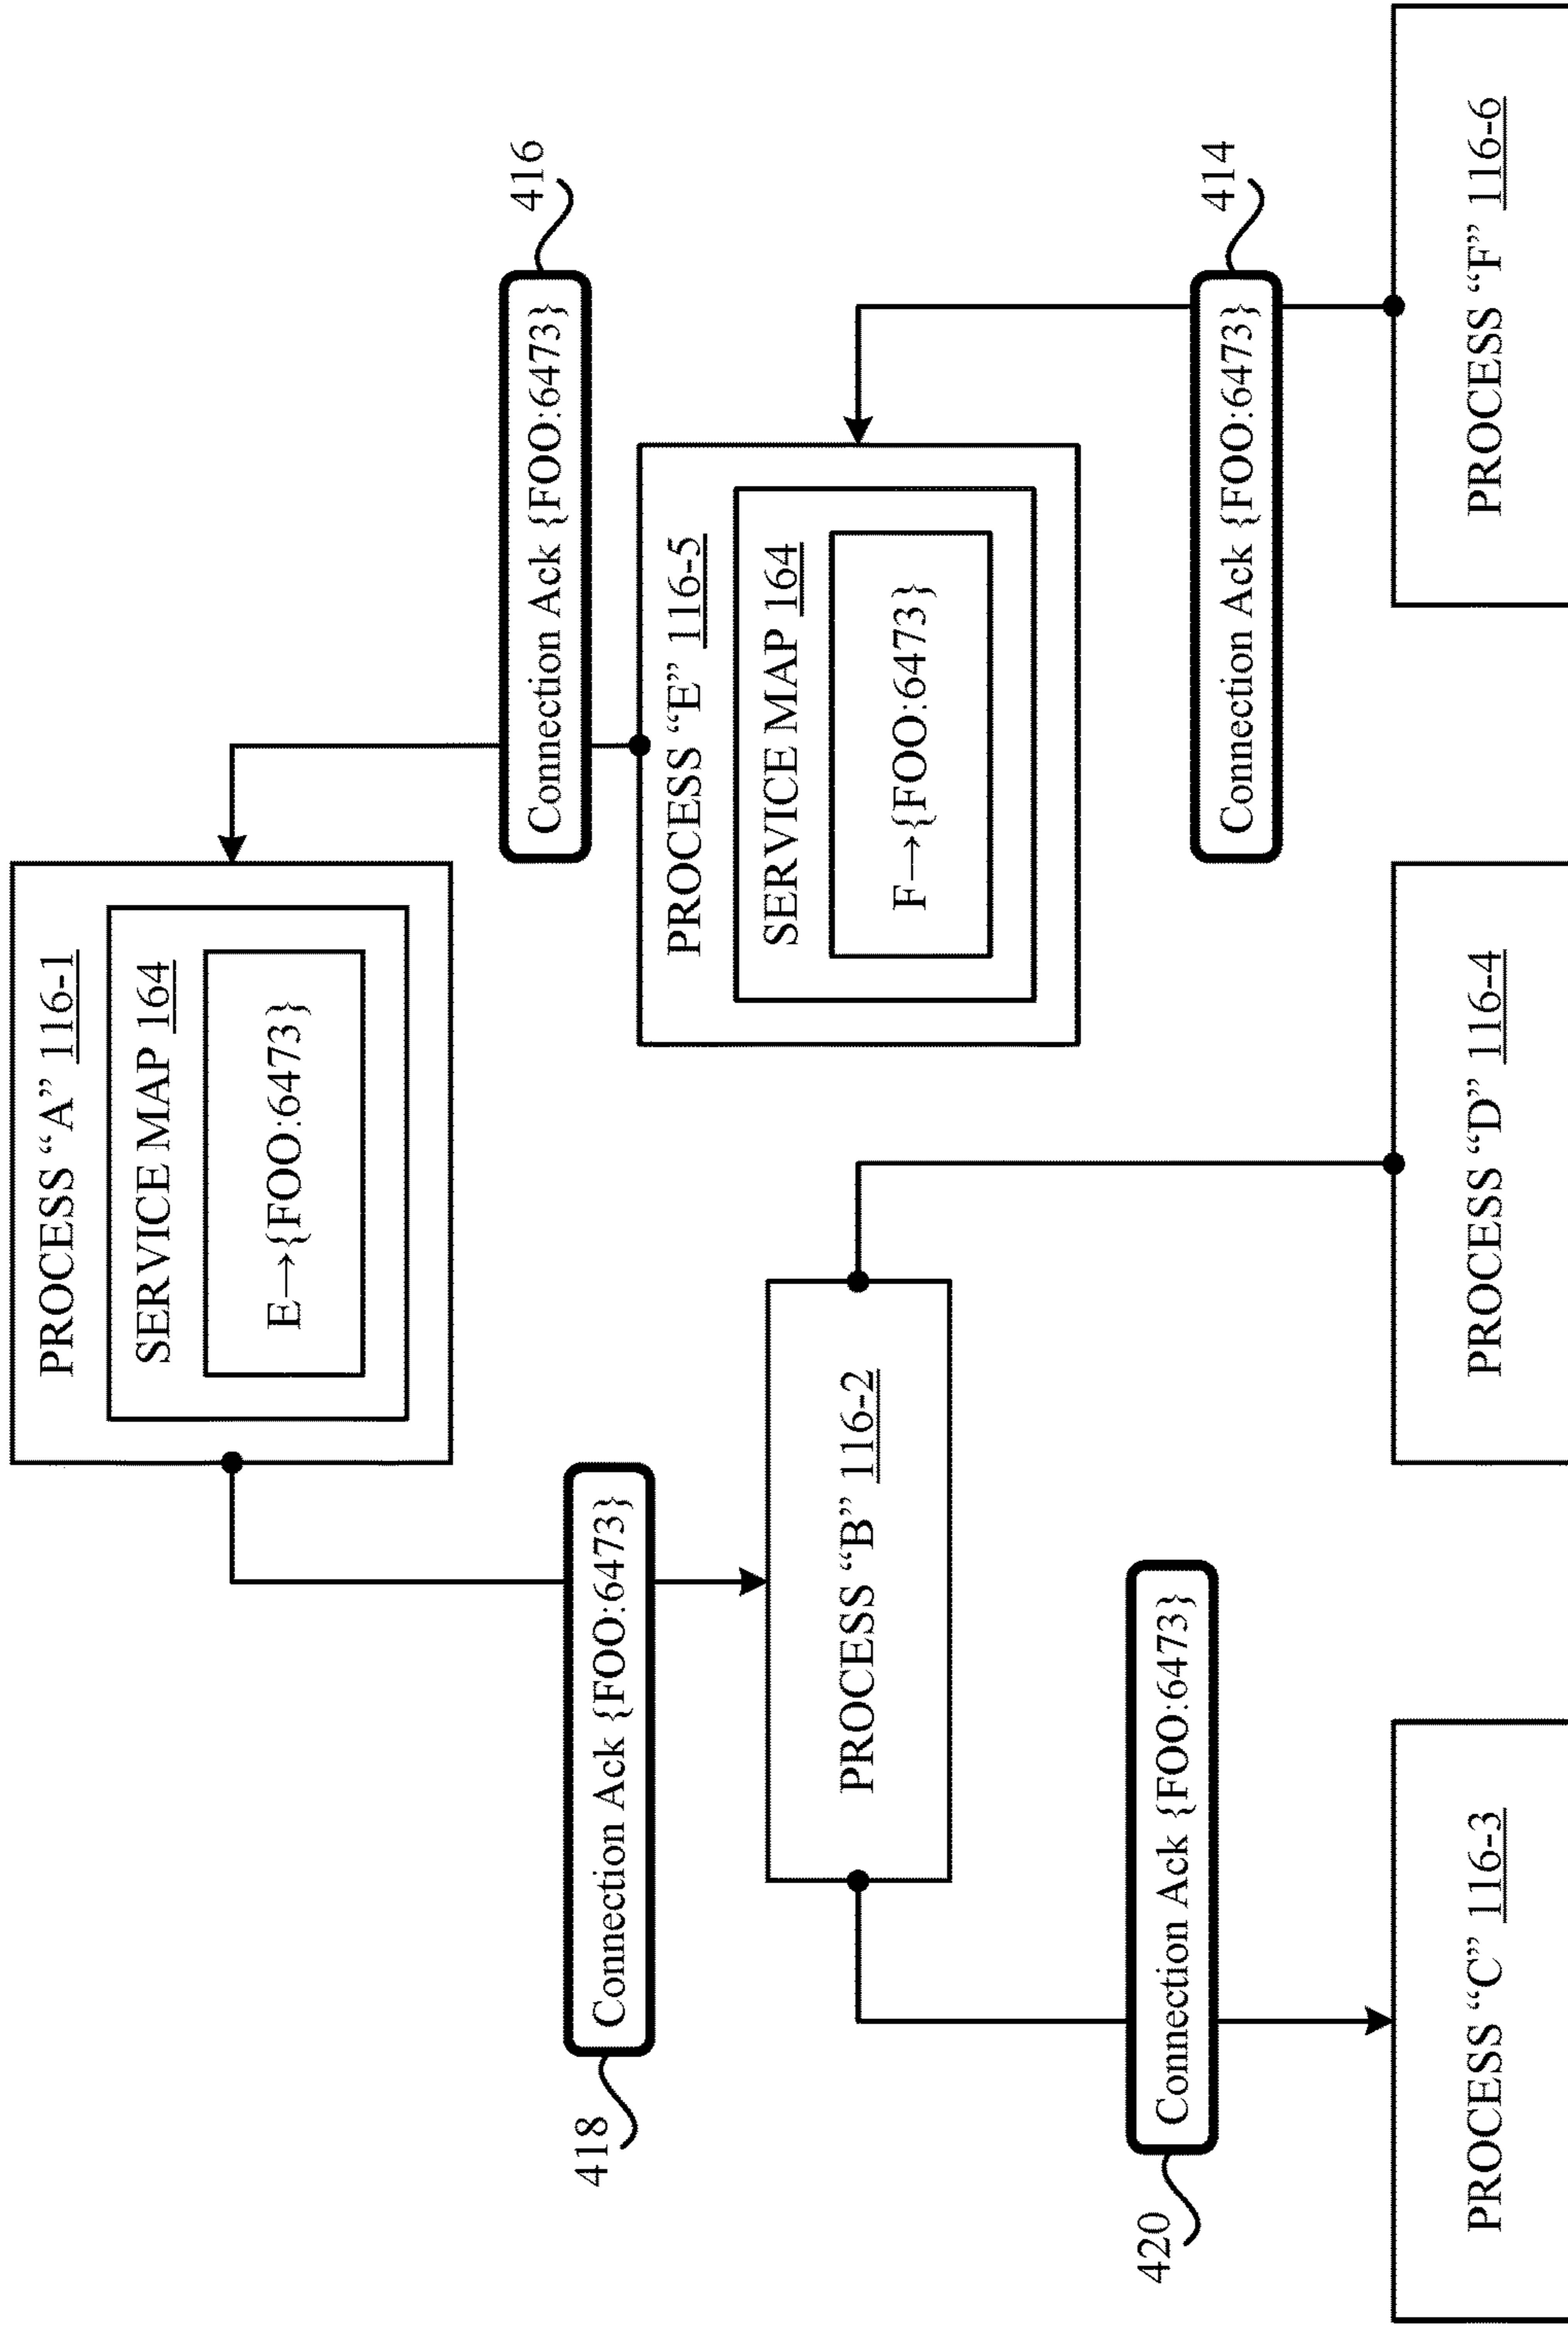 PROCESS “A” 116-1
SERVICE MAP 164
E→{FOO:6473}
416
Connection Ack {FOO:6473}
418
Connection Ack {FOO:6473}
PROCESS “E” 116-5
SERVICE MAP 164
F→{FOO:6473}
PROCESS “B” 116-2
420
Connection Ack {FOO:6473}
414
Connection Ack {FOO:6473}
PROCESS “C” 116-3
PROCESS “D” 116-4
PROCESS “F” 116-6